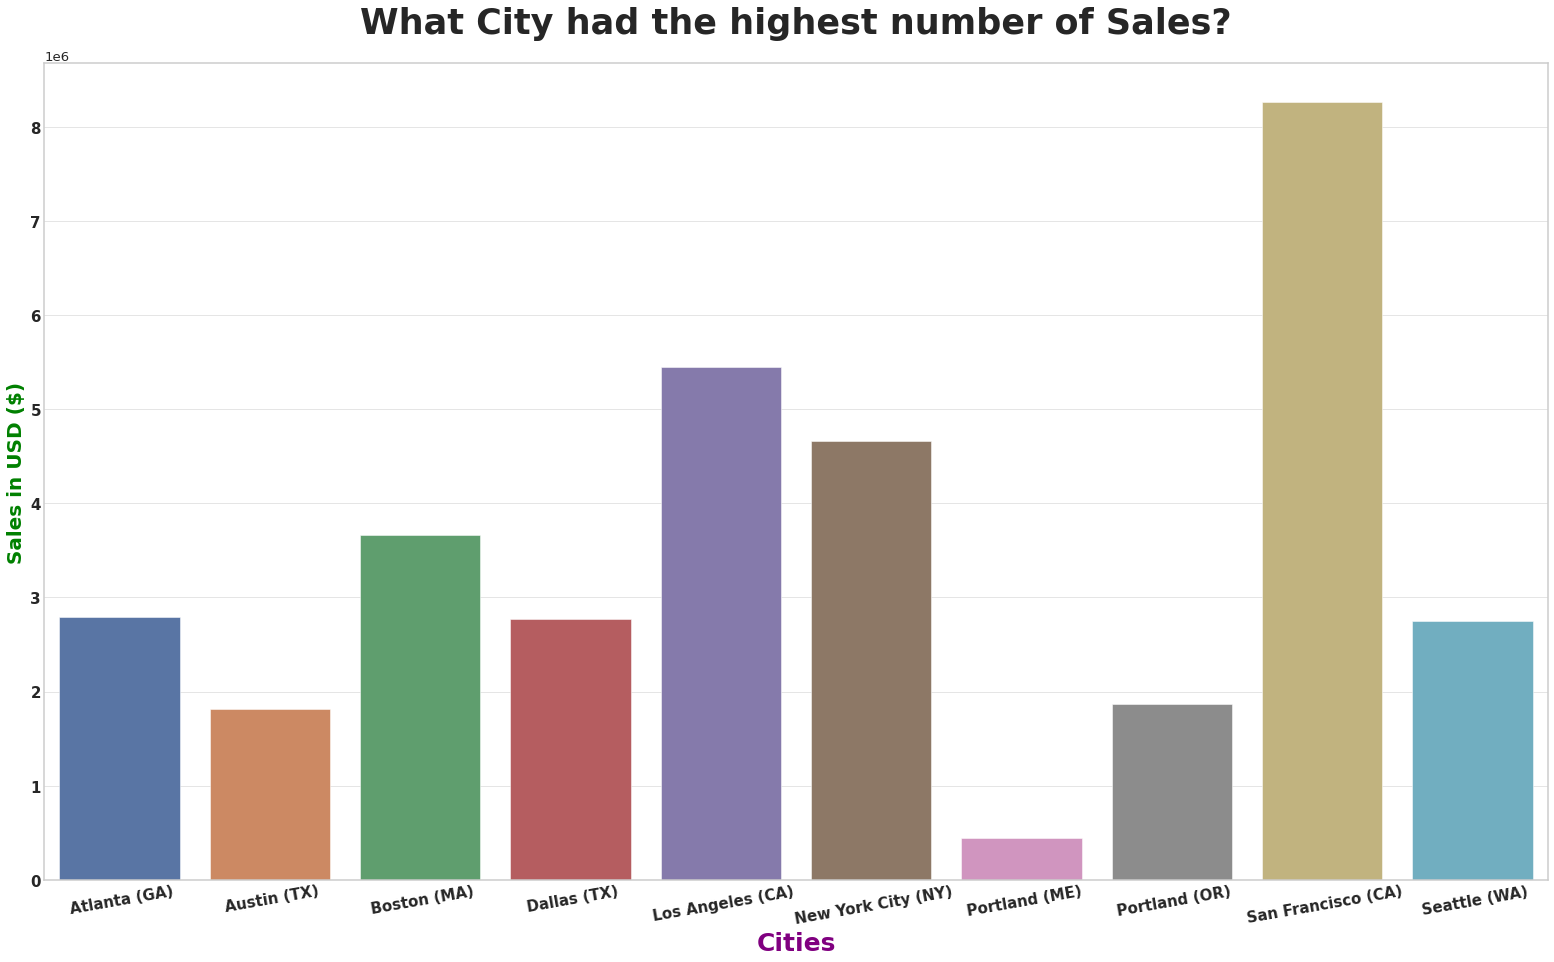 What City had the highest number of Sales?
1e6
8
7
6
5
4
3
2
1
0
Sales in USD ($)
Atlanta (GA)
Austin (TX)
Boston (MA)
Dallas (TX)
Los Angeles (CA)
New York City (NY)
Portland (ME)
Portland (OR)
San Francisco (CA)
Seattle (WA)
Cities